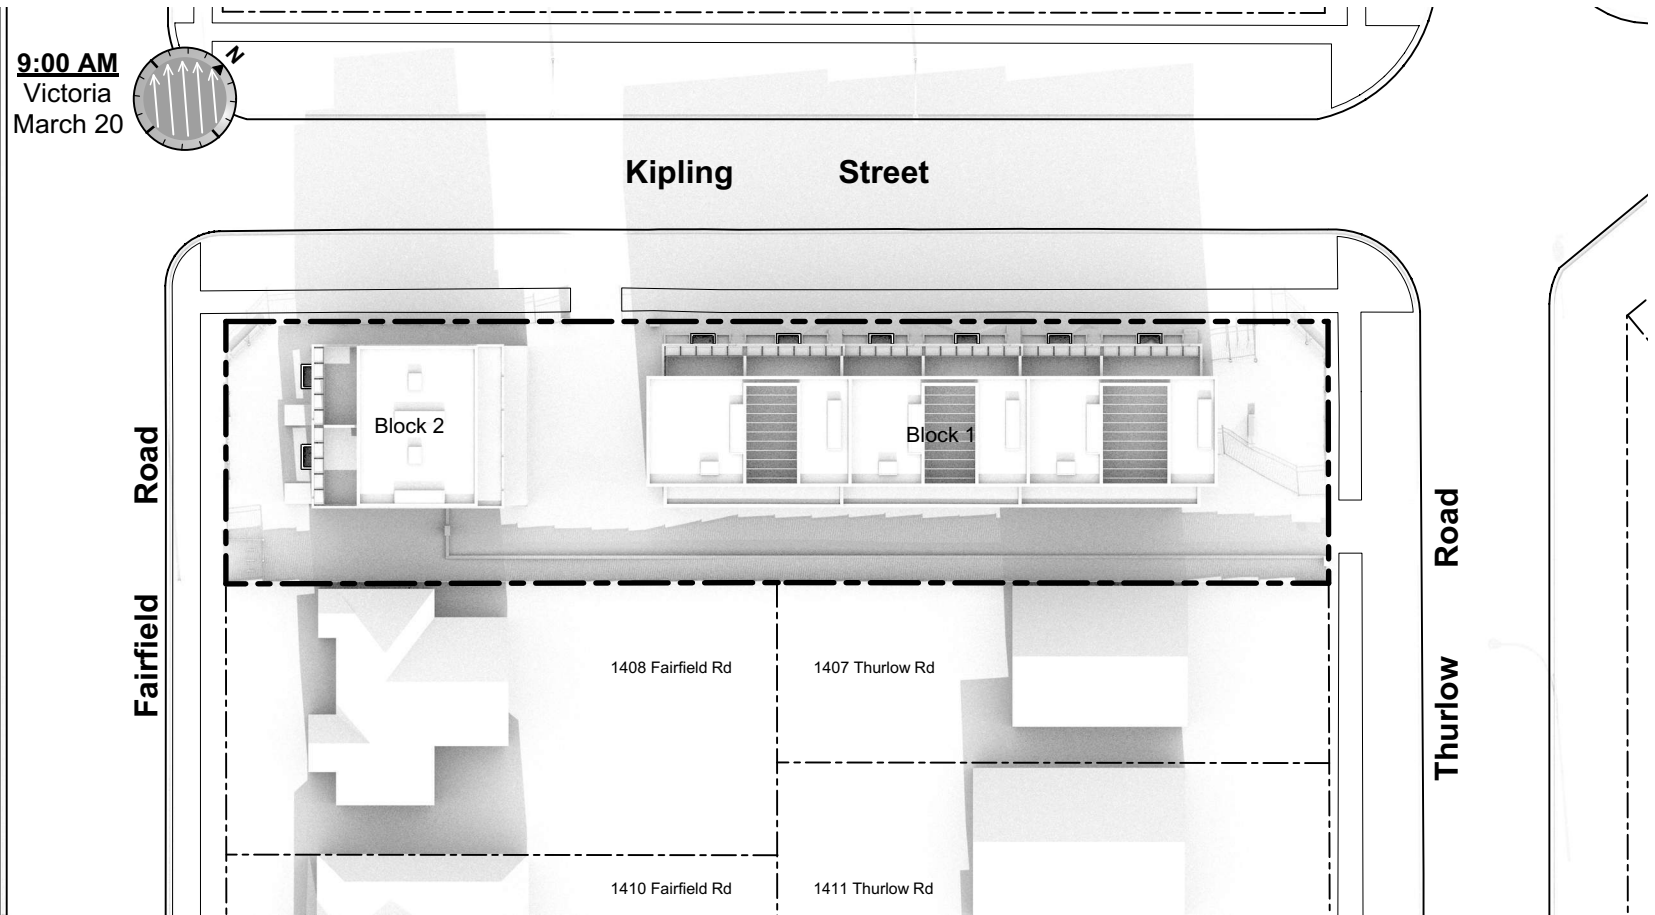 N
9:00 AM
Victoria
March 20
Kipling Street
Block 2
Block 1
Fairfield Road
Thurlow Road
1408 Fairfield Rd
1407 Thurlow Rd
1410 Fairfield Rd
1411 Thurlow Rd